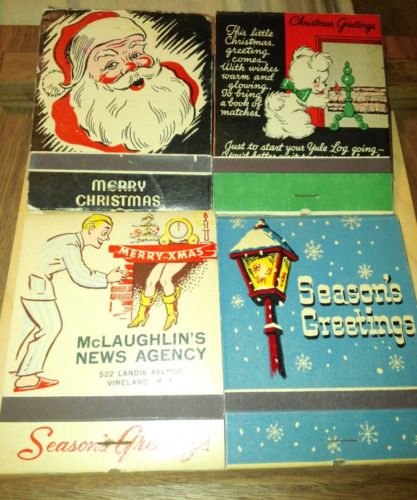 MERRY
CHRISTMAS
Christmas Greetings
This little
Christmas
greeting
comes,
With wishes
warm and
glowing,
To bring
a book of
matches
Just to start your Yule Log going—
MERRY-XMAS
McLAUGHLIN'S
NEWS AGENCY
522 LANDIS AVENUE
VINELAND, N. J.
Season's Greetings
Season's
Greetings